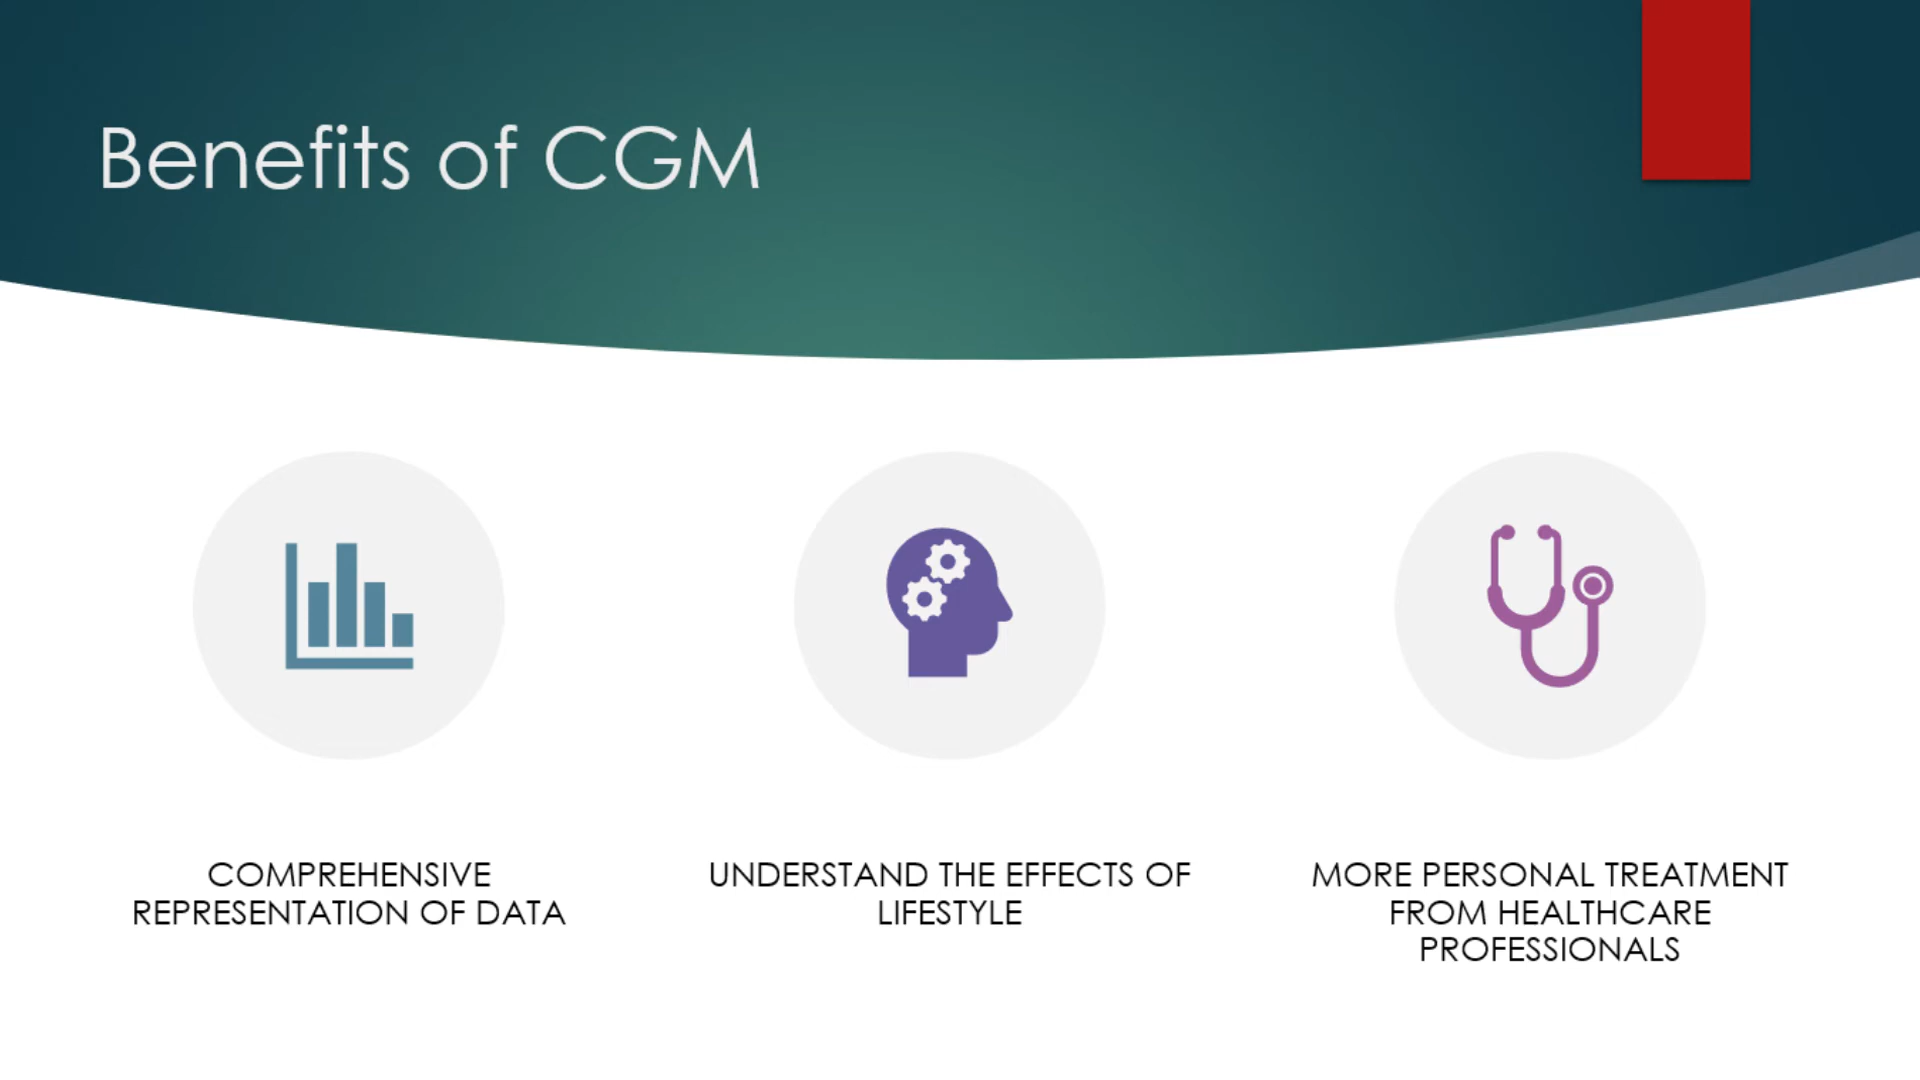 Benefits of CGM
COMPREHENSIVE
REPRESENTATION OF DATA
UNDERSTAND THE EFFECTS OF
LIFESTYLE
MORE PERSONAL TREATMENT
FROM HEALTHCARE
PROFESSIONALS